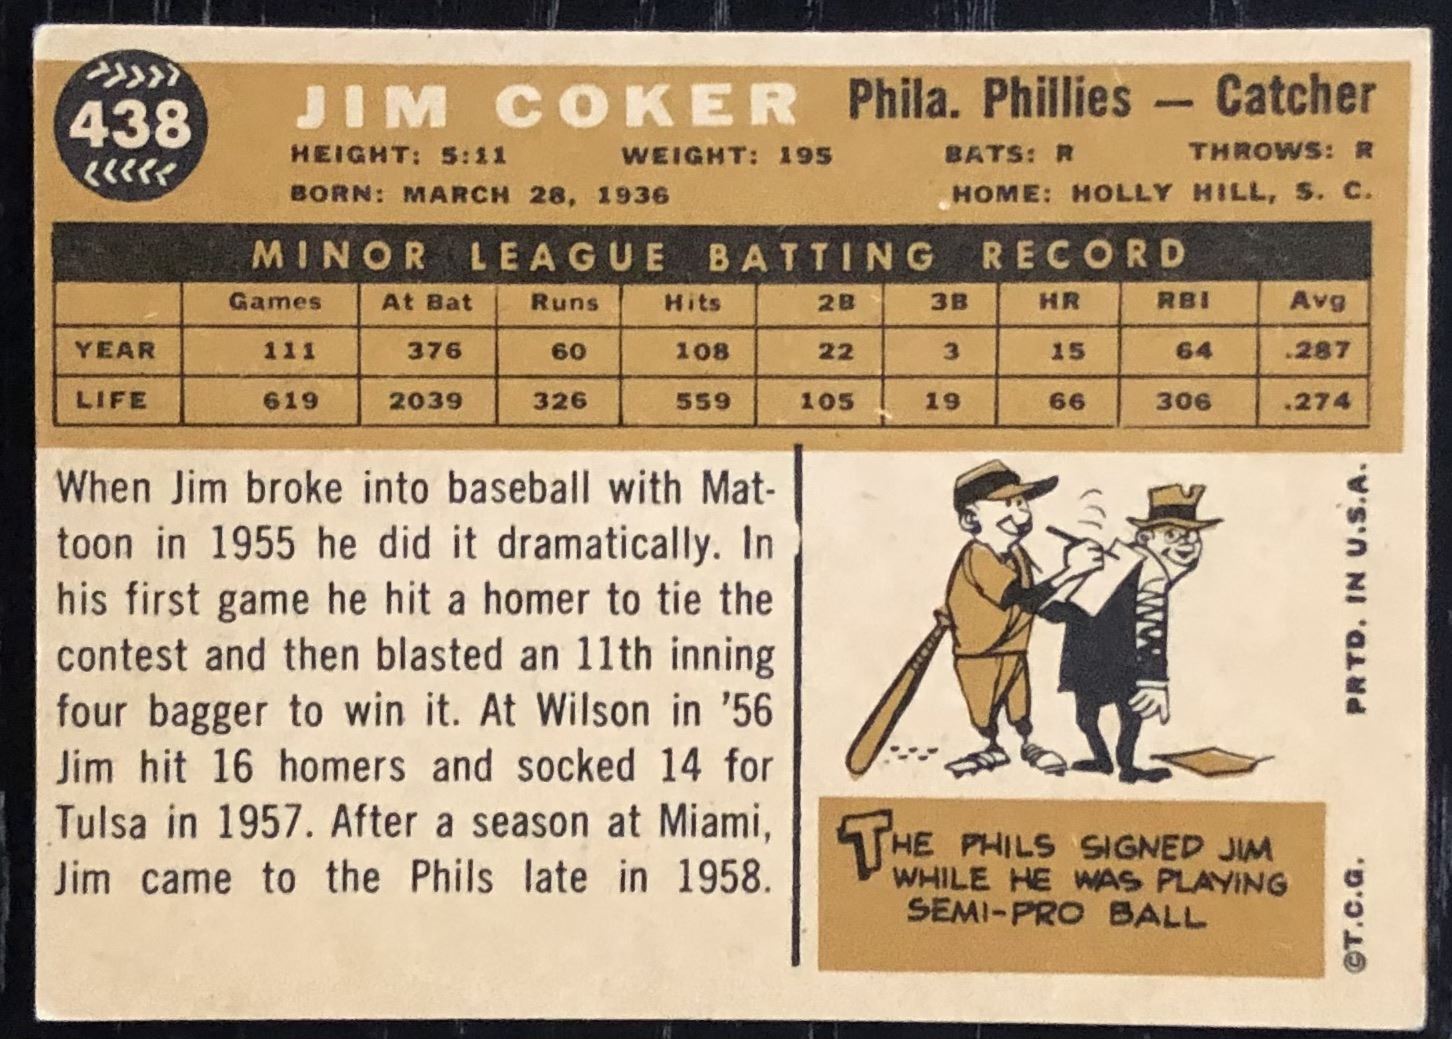 438
JIM COKER Phila. Phillies — Catcher
HEIGHT: 5:11 WEIGHT: 195 BATS: R THROWS: R
BORN: MARCH 28, 1936 HOME: HOLLY HILL, S. C.
MINOR LEAGUE BATTING RECORD
Games At Bat Runs Hits 2B 3B HR RBI Avg
YEAR 111 376 60 108 22 3 15 64 .287
LIFE 619 2039 326 559 105 19 66 306 .274
When Jim broke into baseball with Mat-
toon in 1955 he did it dramatically. In
his first game he hit a homer to tie the
contest and then blasted an 11th inning
four bagger to win it. At Wilson in '56
Jim hit 16 homers and socked 14 for
Tulsa in 1957. After a season at Miami,
Jim came to the Phils late in 1958.
THE PHILS SIGNED JIM
WHILE HE WAS PLAYING
SEMI-PRO BALL
©T.C.G. PRTD. IN U.S.A.